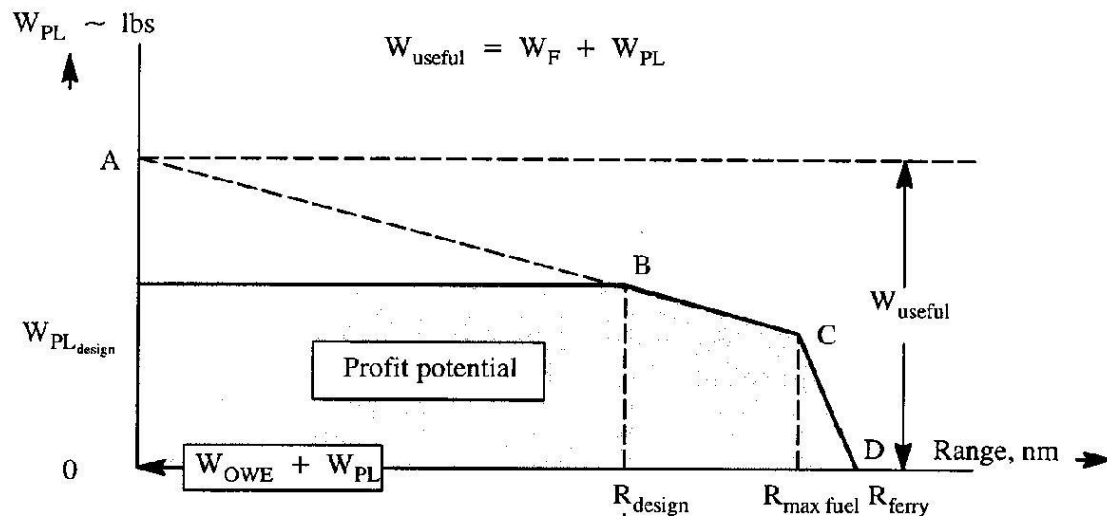 W_PL ~ lbs
W_useful = W_F + W_PL
A
B
W_useful
C
W_PL_design
Profit potential
0
W_OWE + W_PL
D
Range, nm
R_design
R_max fuel
R_ferry